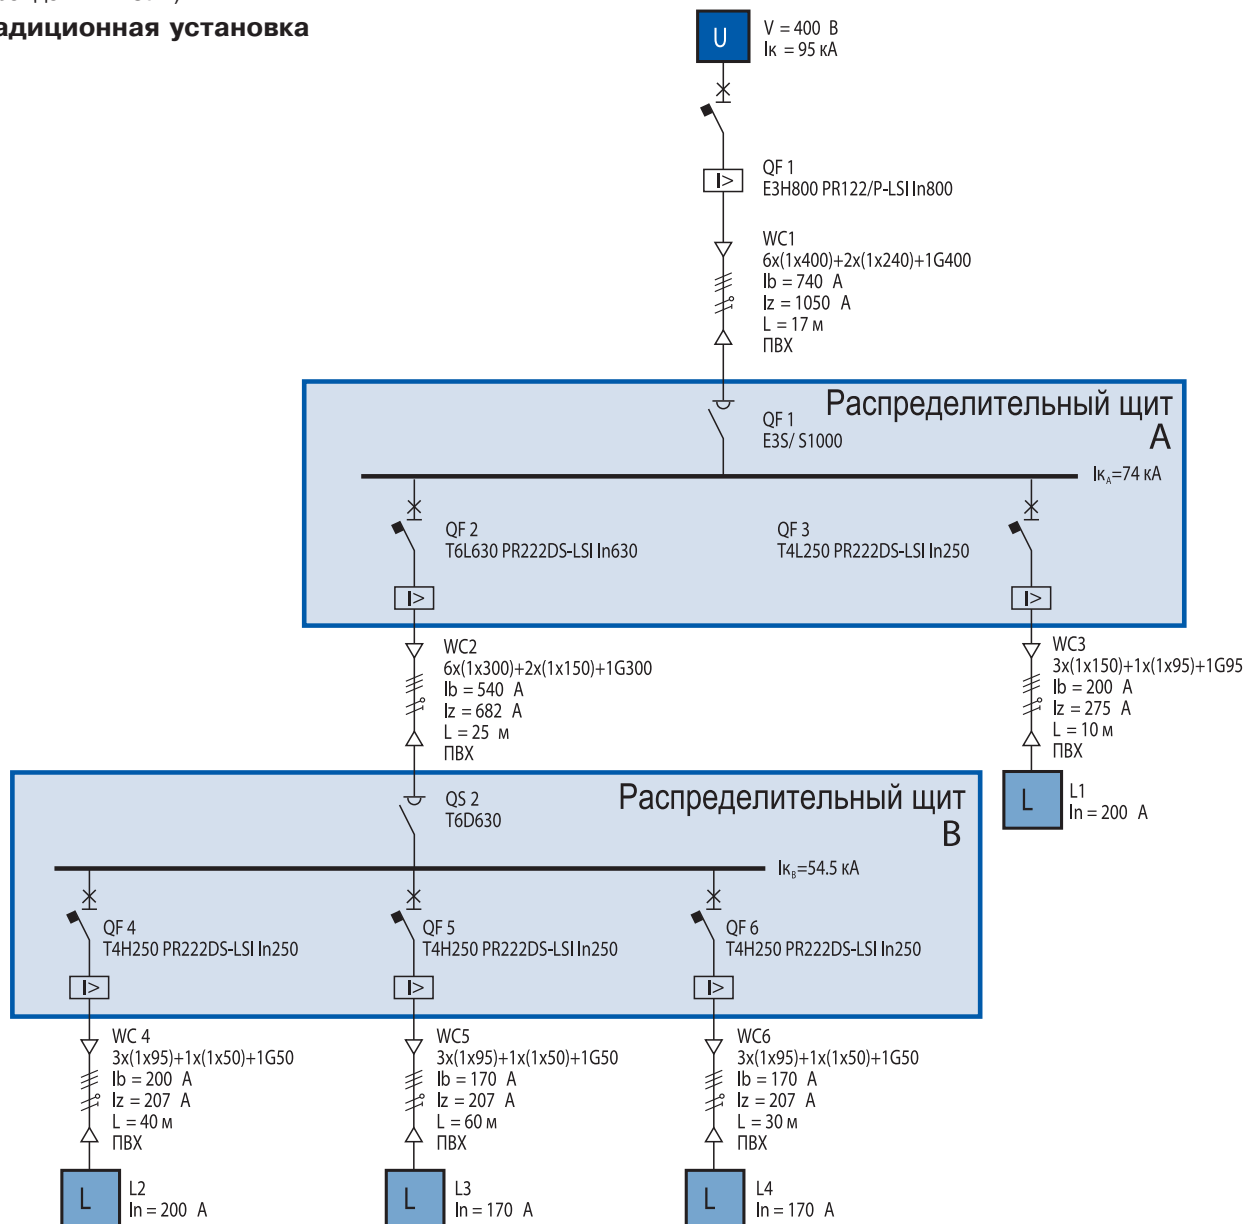 адиционная установка
U
V = 400 В
Iк = 95 кА
QF 1
E3H800 PR122/P-LSI In800
I>
WC1
6x(1x400)+2x(1x240)+1G400
Ib = 740 A
Iz = 1050 A
L = 17 м
ПВХ
Распределительный щит
A
QF 1
E3S/ S1000
IкA=74 кА
QF 2
T6L630 PR222DS-LSI In630
QF 3
T4L250 PR222DS-LSI In250
I>
I>
WC2
6x(1x300)+2x(1x150)+1G300
Ib = 540 A
Iz = 682 A
L = 25 м
ПВХ
WC3
3x(1x150)+1x(1x95)+1G95
Ib = 200 A
Iz = 275 A
L = 10 м
ПВХ
L
L1
In = 200 A
QS 2
T6D630
Распределительный щит
B
IкB=54.5 кА
QF 4
T4H250 PR222DS-LSI In250
QF 5
T4H250 PR222DS-LSI In250
QF 6
T4H250 PR222DS-LSI In250
I>
I>
I>
WC 4
3x(1x95)+1x(1x50)+1G50
Ib = 200 A
Iz = 207 A
L = 40 м
ПВХ
WC5
3x(1x95)+1x(1x50)+1G50
Ib = 170 A
Iz = 207 A
L = 60 м
ПВХ
WC6
3x(1x95)+1x(1x50)+1G50
Ib = 170 A
Iz = 207 A
L = 30 м
ПВХ
L
L2
In = 200 A
L
L3
In = 170 A
L
L4
In = 170 A